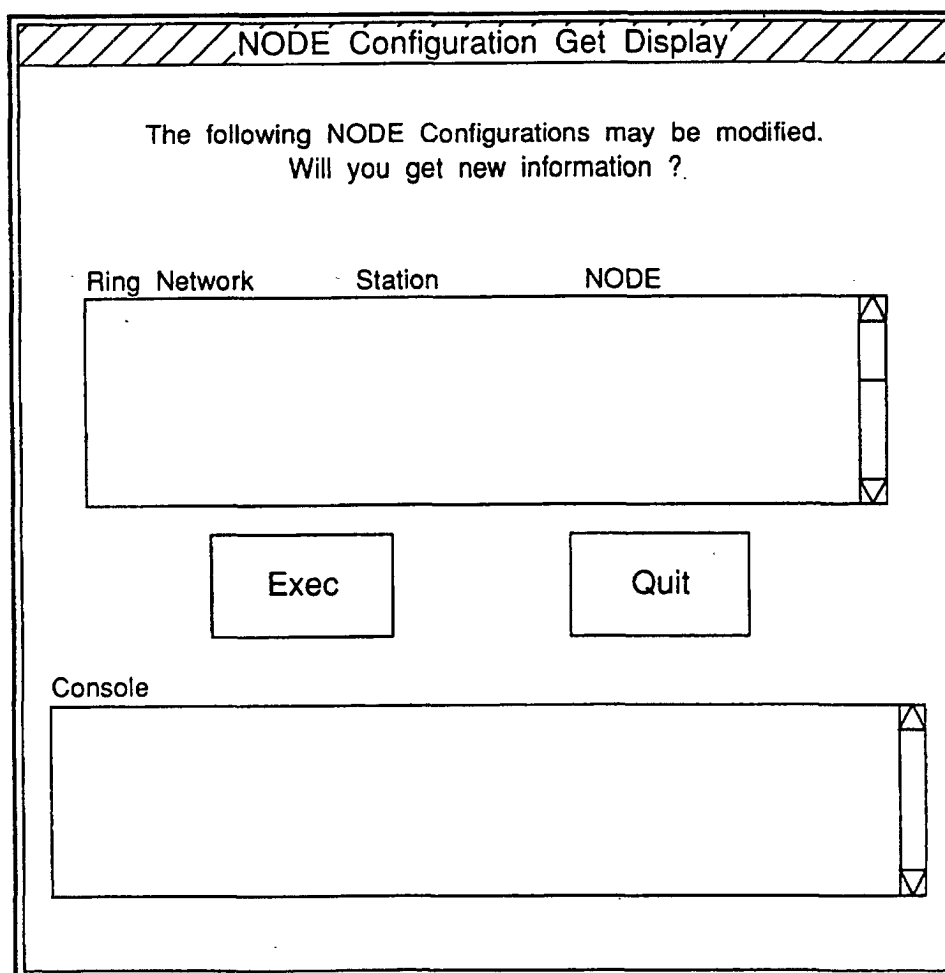 NODE Configuration Get Display
The following NODE Configurations may be modified.
Will you get new information ?
Ring Network Station NODE
Exec Quit
Console